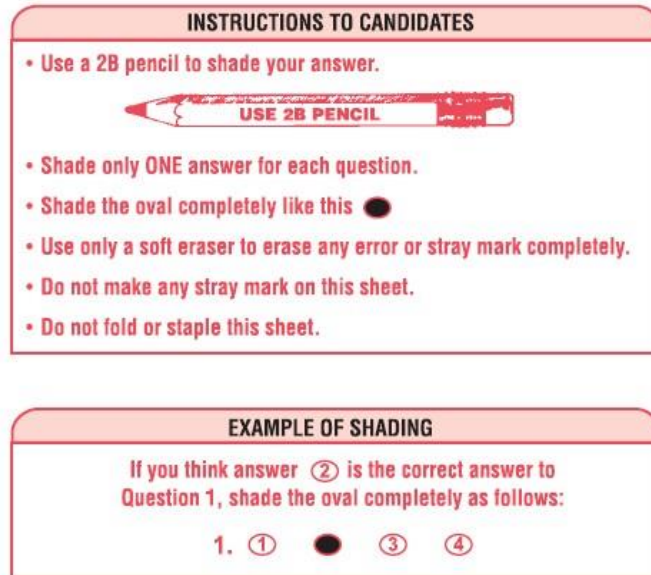 INSTRUCTIONS TO CANDIDATES
• Use a 2B pencil to shade your answer.
USE 2B PENCIL
• Shade only ONE answer for each question.
• Shade the oval completely like this
• Use only a soft eraser to erase any error or stray mark completely.
• Do not make any stray mark on this sheet.
• Do not fold or staple this sheet.
EXAMPLE OF SHADING
If you think answer ② is the correct answer to
Question 1, shade the oval completely as follows:
1. ① ③ ④